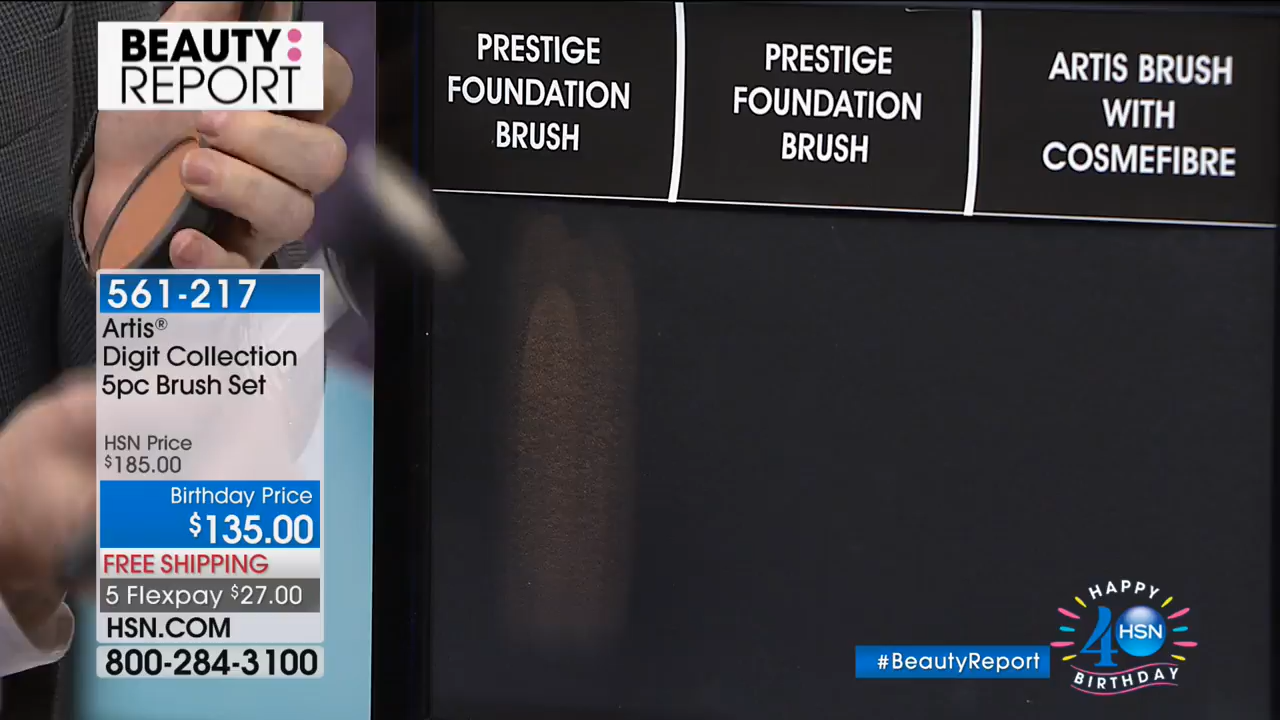 BEAUTY:
REPORT
PRESTIGE
FOUNDATION
BRUSH
PRESTIGE
FOUNDATION
BRUSH
ARTIS BRUSH
WITH
COSMEFIBRE
561-217
Artis®
Digit Collection
5pc Brush Set
HSN Price
$185.00
Birthday Price
$135.00
FREE SHIPPING
5 Flexpay $27.00
HSN.COM
800-284-3100
#BeautyReport
HAPPY
40 HSN
BIRTHDAY